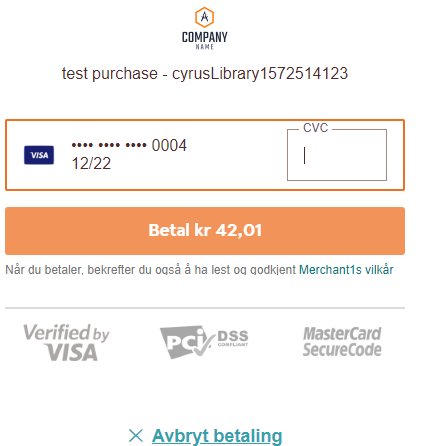 COMPANY
NAME
test purchase - cyrusLibrary1572514123
CVC
VISA
•••• •••• •••• 0004
12/22
Betal kr 42,01
Når du betaler, bekrefter du også å ha lest og godkjent Merchant1s vilkår
Verified by
VISA
PCI DSS
COMPLIANT
MasterCard
SecureCode
Avbryt betaling